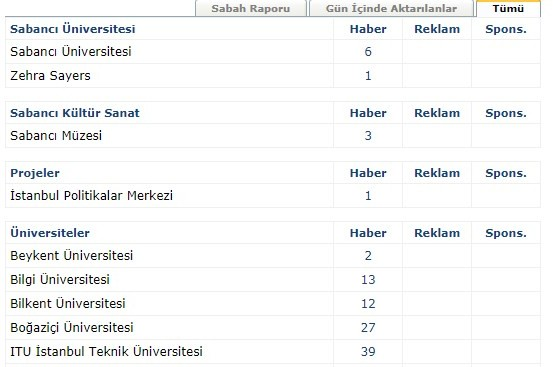 Sabah Raporu Gün İçinde Aktarılanlar Tümü
Sabancı Üniversitesi Haber Reklam Spons.
Sabancı Üniversitesi 6
Zehra Sayers 1
Sabancı Kültür Sanat Haber Reklam Spons.
Sabancı Müzesi 3
Projeler Haber Reklam Spons.
İstanbul Politikalar Merkezi 1
Üniversiteler Haber Reklam Spons.
Beykent Üniversitesi 2
Bilgi Üniversitesi 13
Bilkent Üniversitesi 12
Boğaziçi Üniversitesi 27
ITU İstanbul Teknik Üniversitesi 39